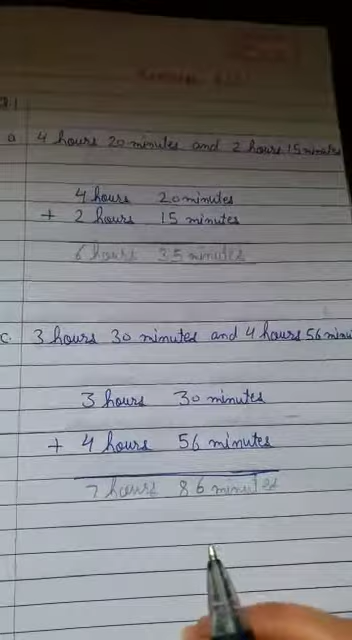 Q.1
a 4 hours 20 minutes and 2 hours 15 minutes
4 hours 20 minutes
+ 2 hours 15 minutes
6 hours 35 minutes
c. 3 hours 30 minutes and 4 hours 56 minu
3 hours 30 minutes
+ 4 hours 56 minutes
7 hours 86 minutes